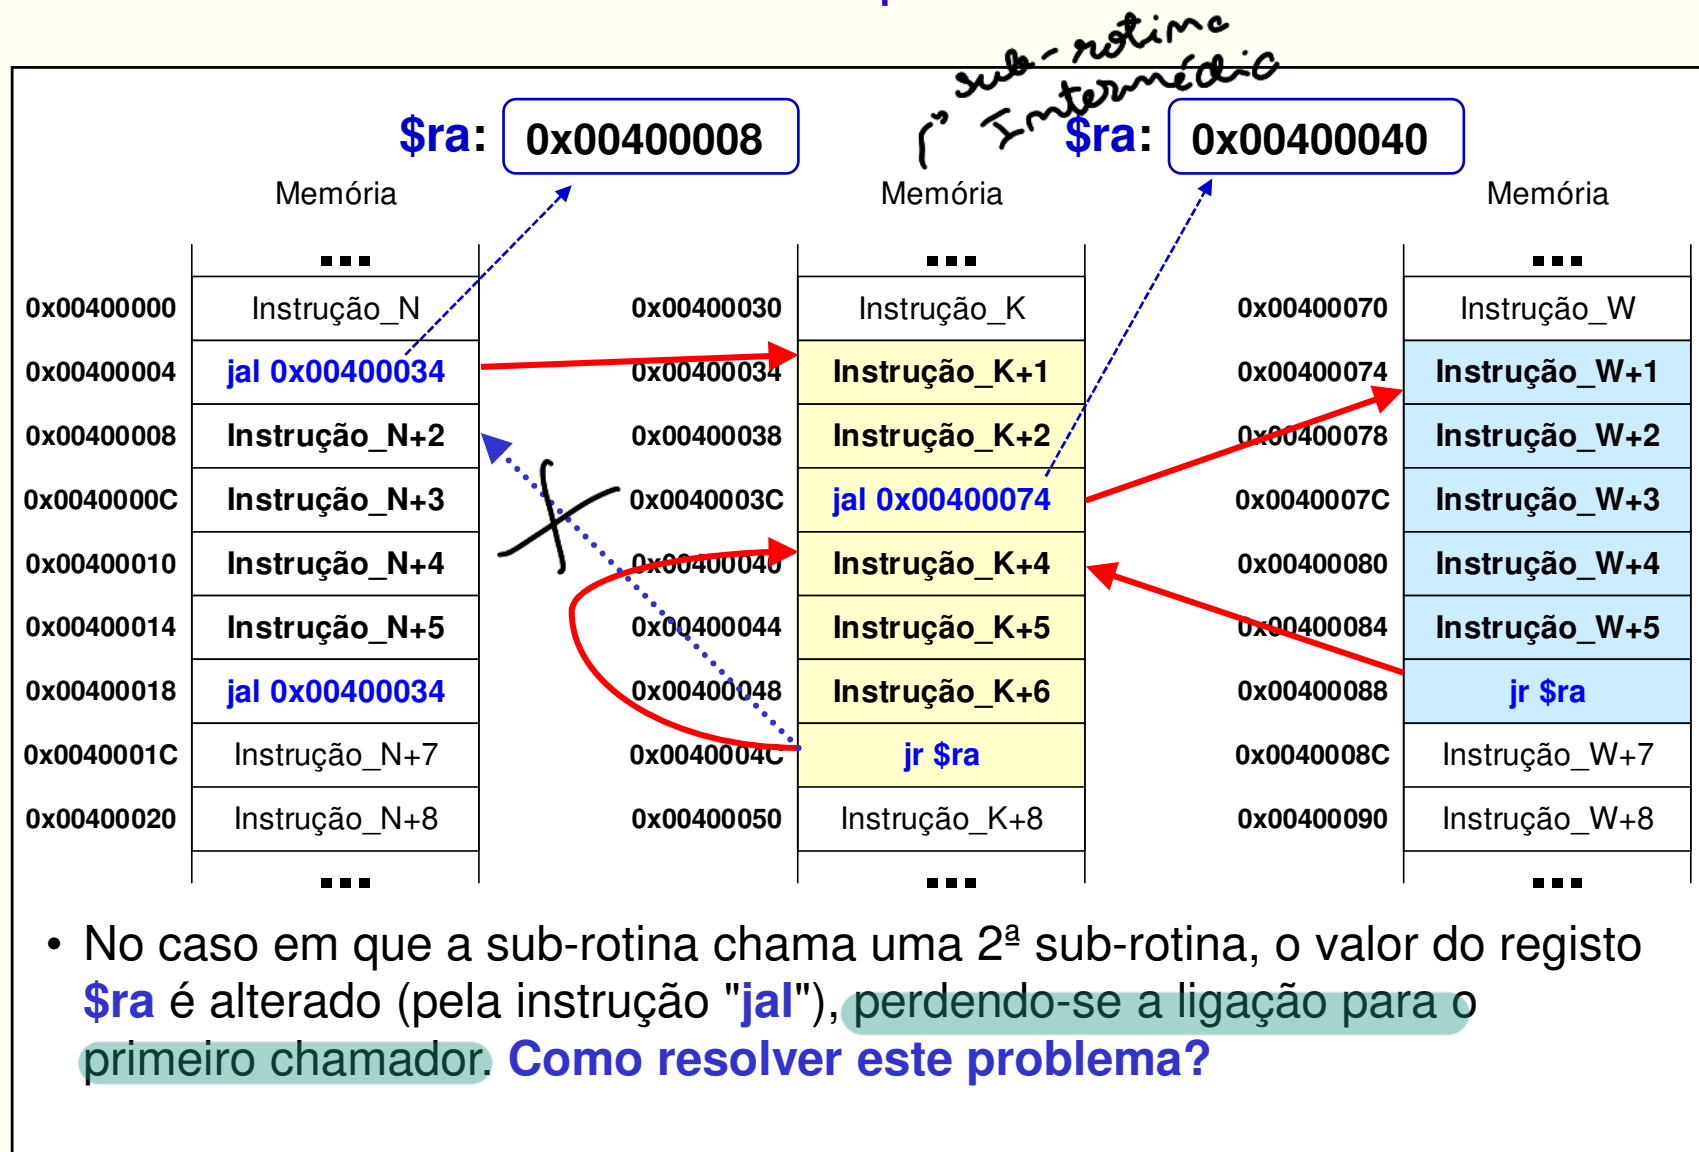 sub-rotina
Intermédia
$ra: 0x00400008
$ra: 0x00400040
Memória
Memória
Memória
...
...
...
0x00400000 Instrução_N 0x00400030 Instrução_K 0x00400070 Instrução_W
0x00400004 jal 0x00400034 0x00400034 Instrução_K+1 0x00400074 Instrução_W+1
0x00400008 Instrução_N+2 0x00400038 Instrução_K+2 0x00400078 Instrução_W+2
0x0040000C Instrução_N+3 0x0040003C jal 0x00400074 0x0040007C Instrução_W+3
0x00400010 Instrução_N+4 0x00400040 Instrução_K+4 0x00400080 Instrução_W+4
0x00400014 Instrução_N+5 0x00400044 Instrução_K+5 0x00400084 Instrução_W+5
0x00400018 jal 0x00400034 0x00400048 Instrução_K+6 0x00400088 jr $ra
0x0040001C Instrução_N+7 0x0040004C jr $ra 0x0040008C Instrução_W+7
0x00400020 Instrução_N+8 0x00400050 Instrução_K+8 0x00400090 Instrução_W+8
...
...
...
• No caso em que a sub-rotina chama uma 2ª sub-rotina, o valor do registo
$ra é alterado (pela instrução "jal"), perdendo-se a ligação para o
primeiro chamador. Como resolver este problema?